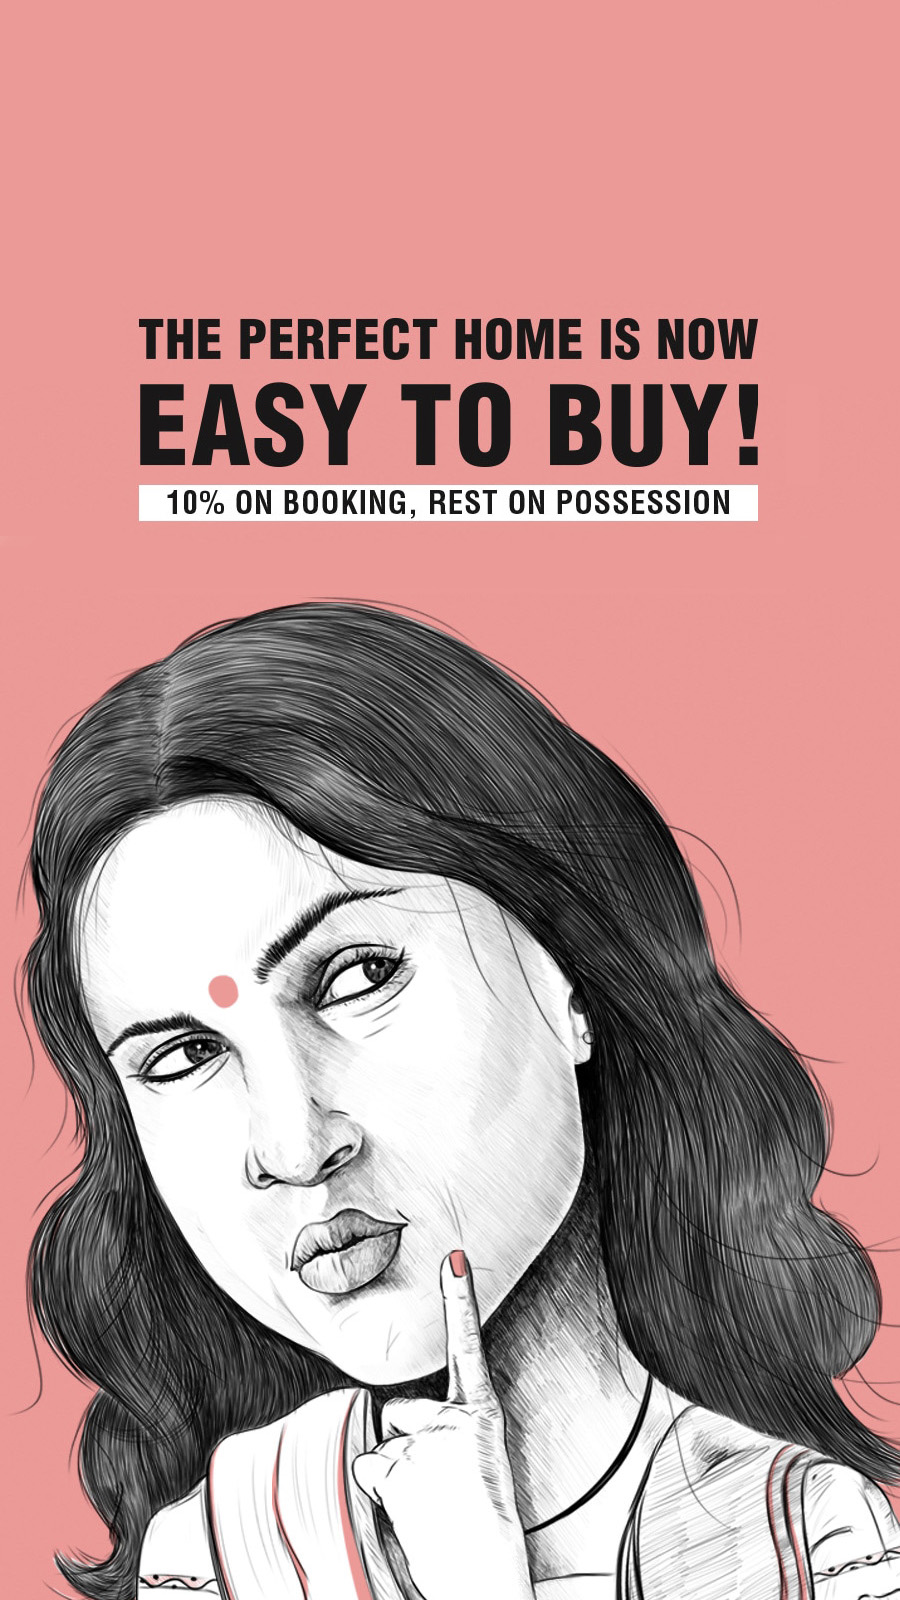 THE PERFECT HOME IS NOW
EASY TO BUY!
10% ON BOOKING, REST ON POSSESSION